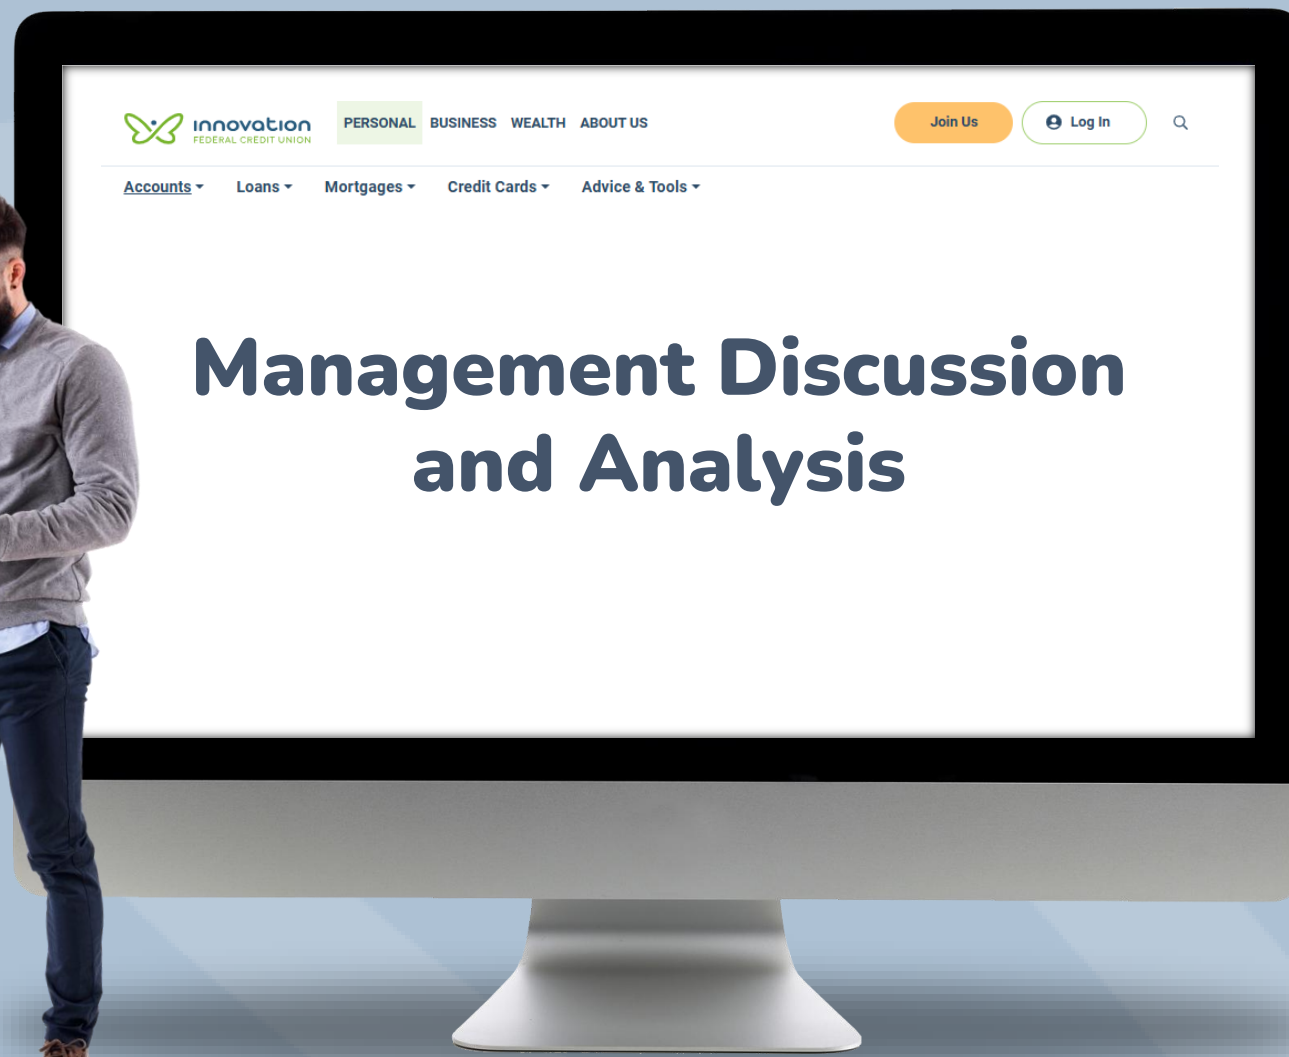 innovation
FEDERAL CREDIT UNION
PERSONAL BUSINESS WEALTH ABOUT US
Join Us
Log In
Accounts Loans Mortgages Credit Cards Advice & Tools
Management Discussion
and Analysis